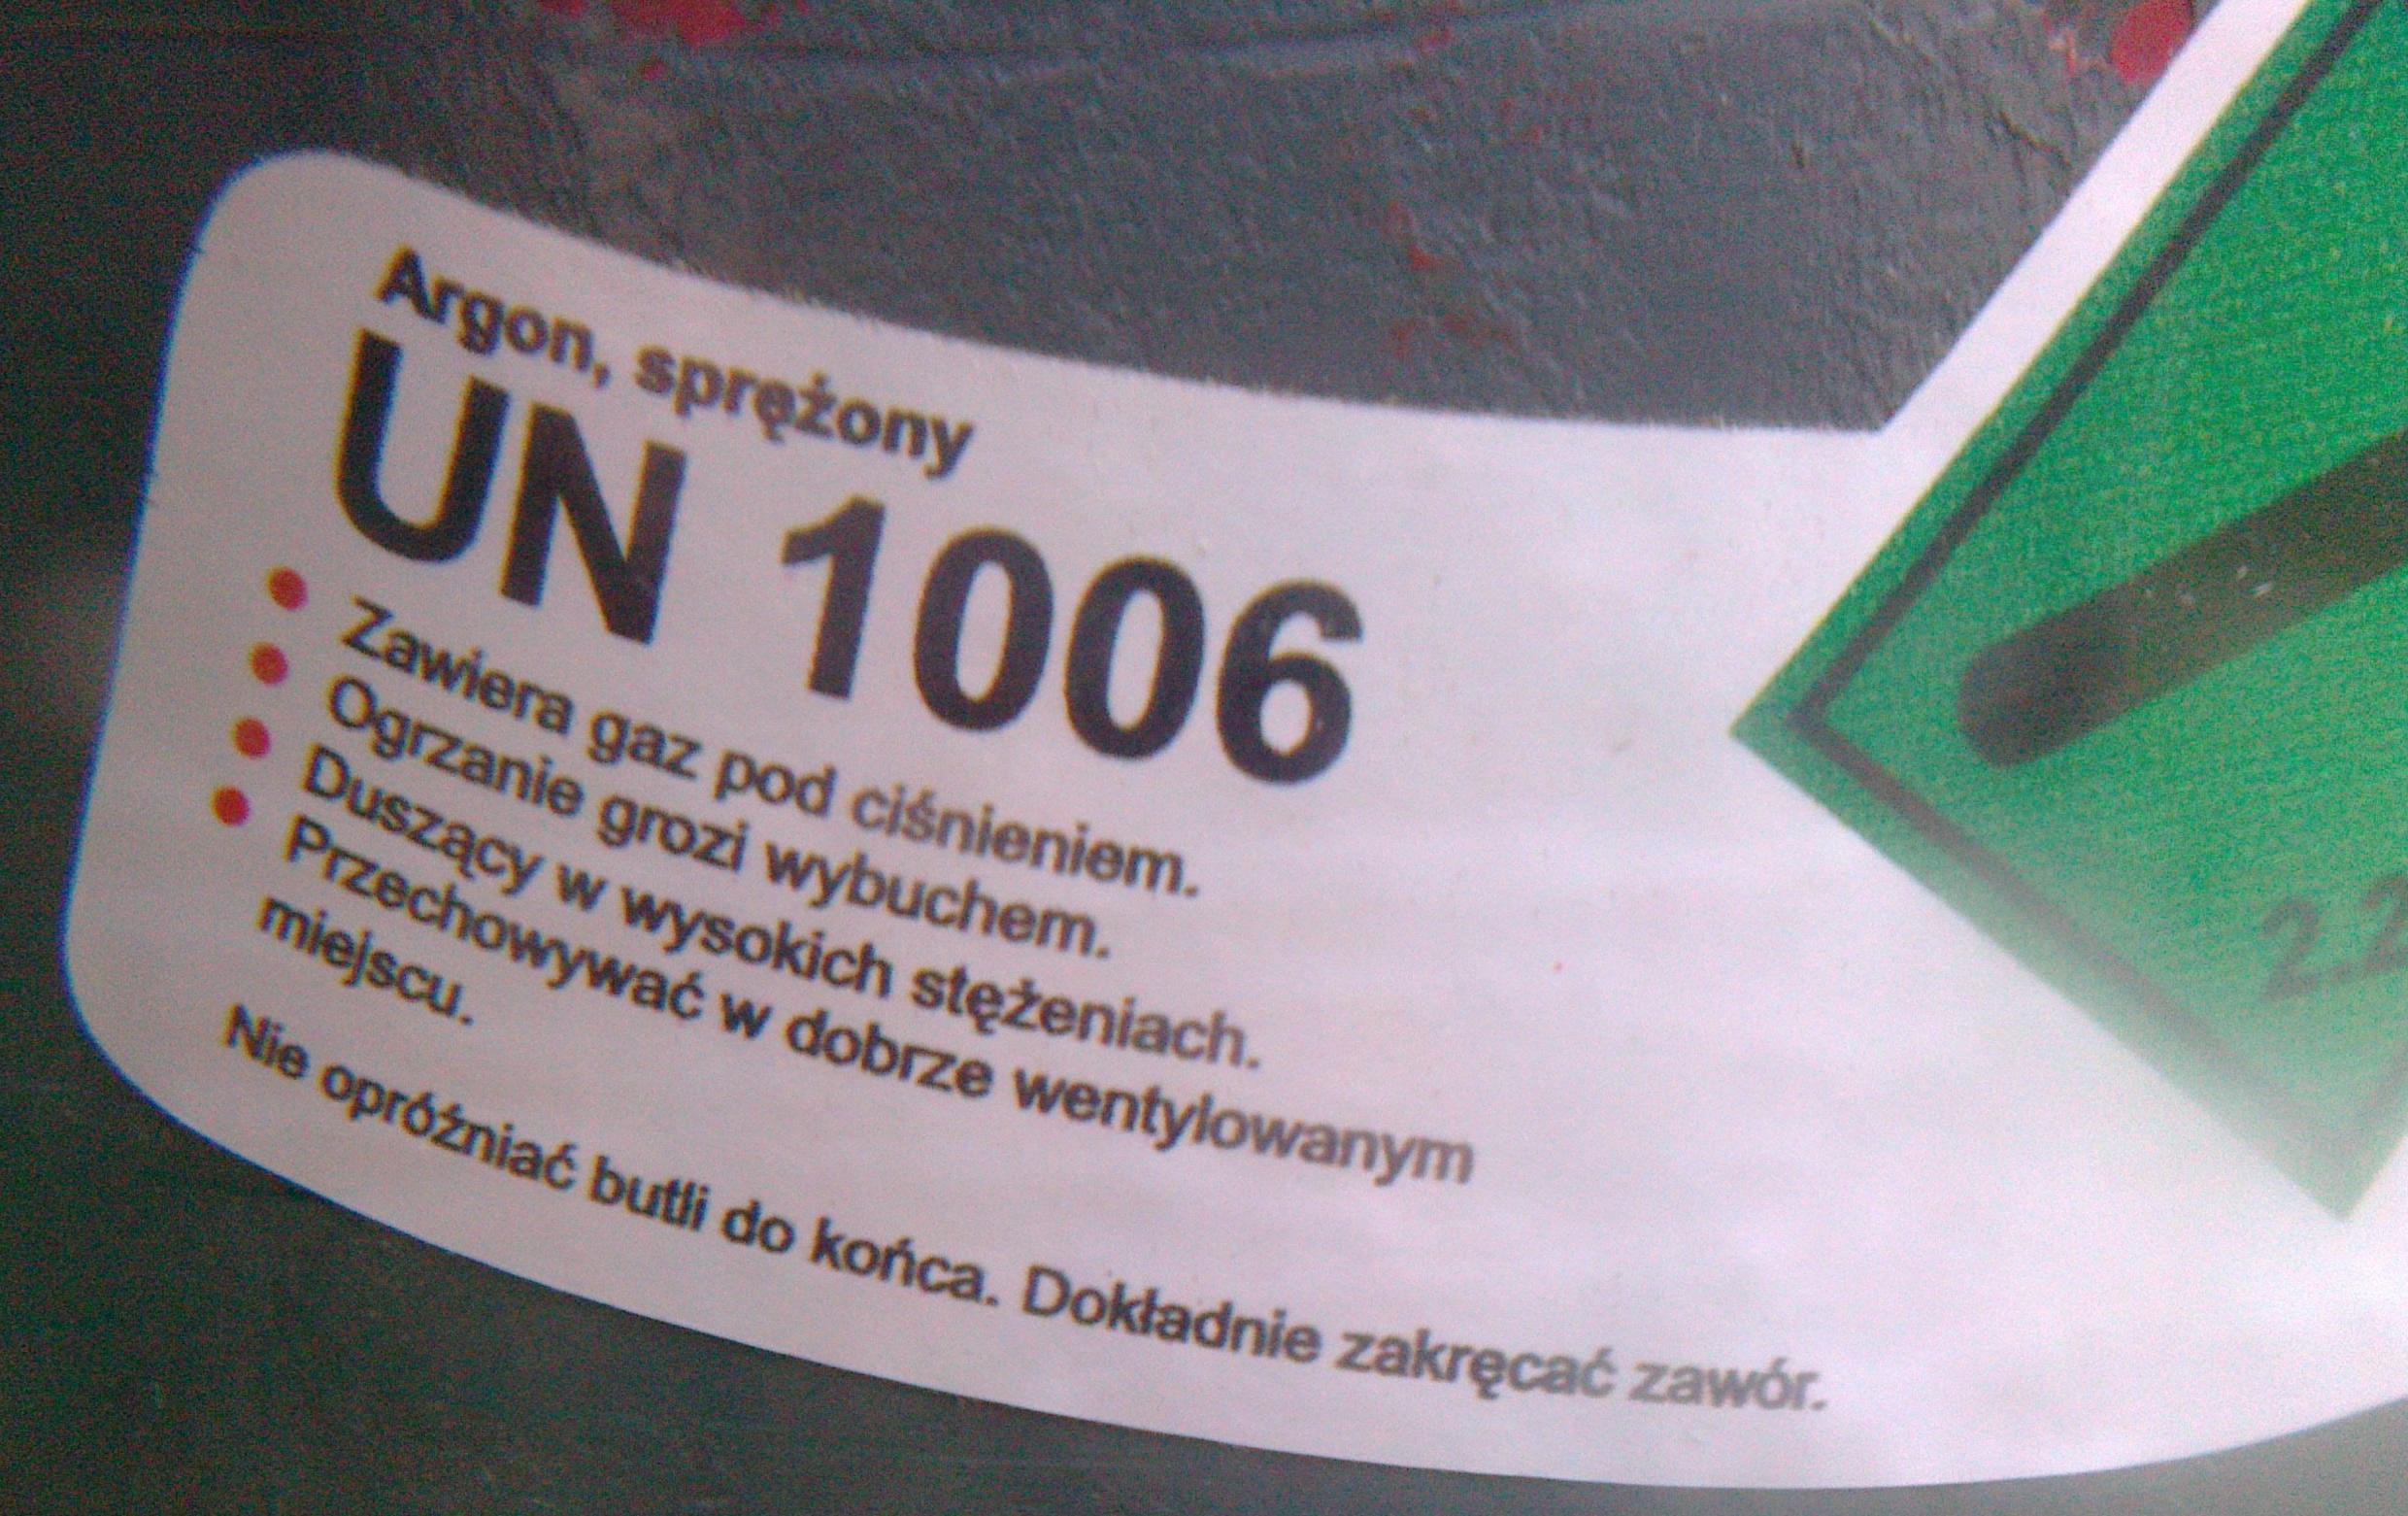 Argon, sprężony
UN 1006
Zawiera gaz pod ciśnieniem.
Ogrzanie grozi wybuchem.
Duszący w wysokich stężeniach.
Przechowywać w dobrze wentylowanym
miejscu.
Nie opróźniać butli do końca. Dokładnie zakręcać zawór.